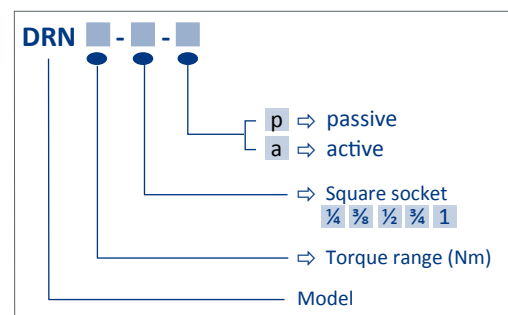 DRN - -
p ⇨ passive
a ⇨ active
⇨ Square socket
¼ ⅜ ½ ¾ 1
⇨ Torque range (Nm)
Model